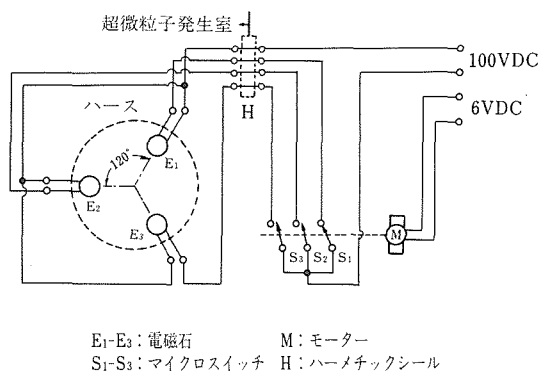 超微粒子発生室
100VDC
6VDC
H
ハース
120°
E₁
E₂
E₃
S₃ S₂ S₁
M
E₁-E₃:電磁石 M:モーター
S₁-S₃:マイクロスイッチ H:ハーメチックシール